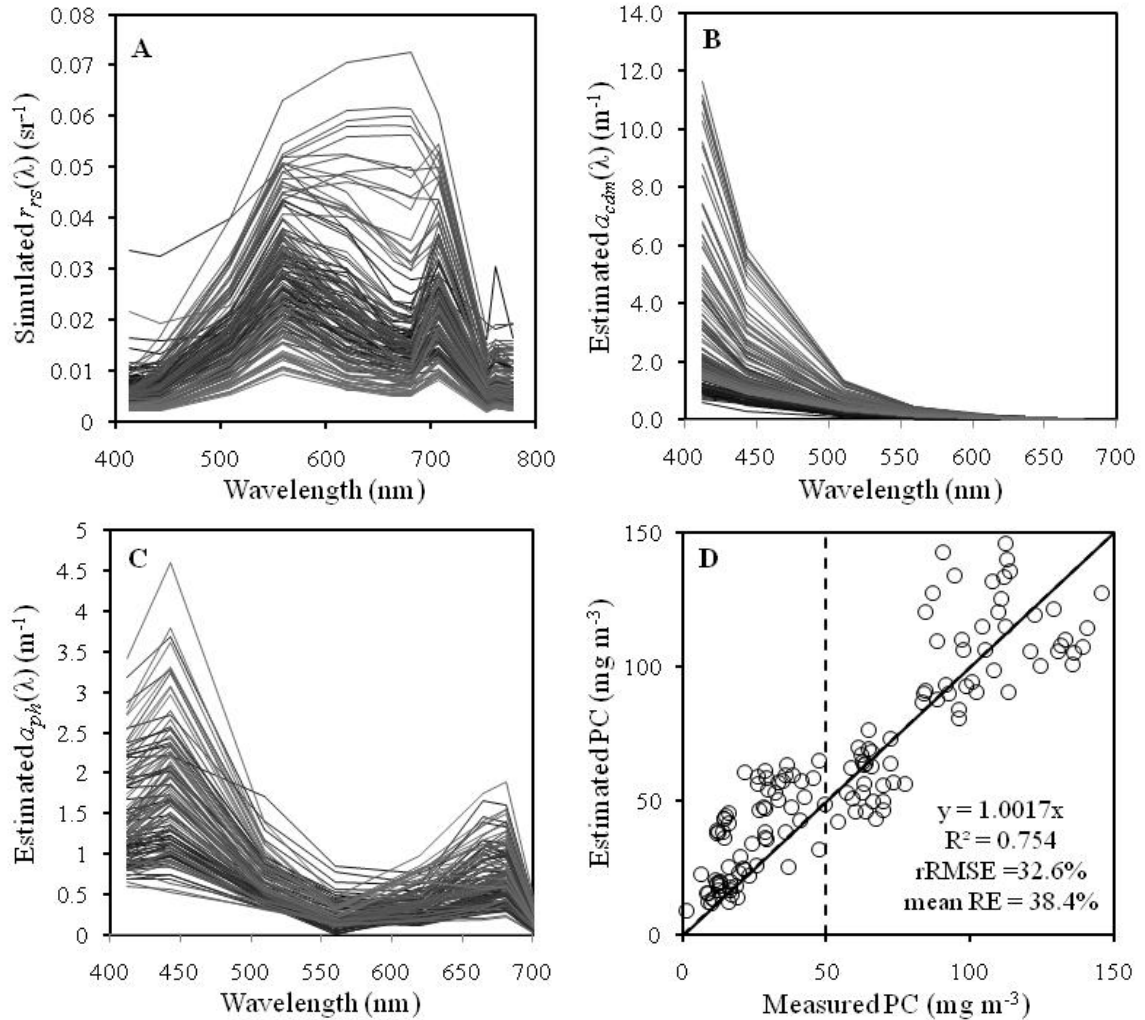 A
0.08
0.07
0.06
0.05
0.04
0.03
0.02
0.01
0
Simulated r_rs(λ) (sr⁻¹)
400 500 600 700 800
Wavelength (nm)
B
14.0
12.0
10.0
8.0
6.0
4.0
2.0
0.0
Estimated a_cdm(λ) (m⁻¹)
400 450 500 550 600 650 700
Wavelength (nm)
C
5
4.5
4
3.5
3
2.5
2
1.5
1
0.5
0
Estimated a_ph(λ) (m⁻¹)
400 450 500 550 600 650 700
Wavelength (nm)
D
150
100
50
0
Estimated PC (mg m⁻³)
y = 1.0017x
R² = 0.754
rRMSE =32.6%
mean RE = 38.4%
0 50 100 150
Measured PC (mg m⁻³)